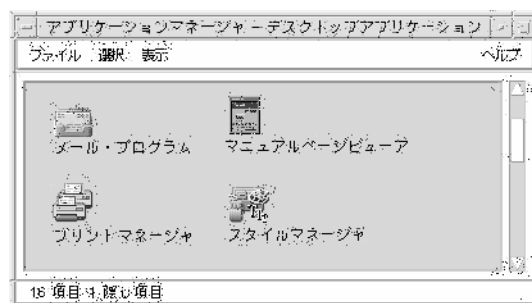 アプリケーションマネージャ – デスクトップアプリケーション
ファイル 選択 表示 ヘルプ
メール・プログラム マニュアルページビューア
プリントマネージャ スタイルマネージャ
16 項目 4 隠し項目